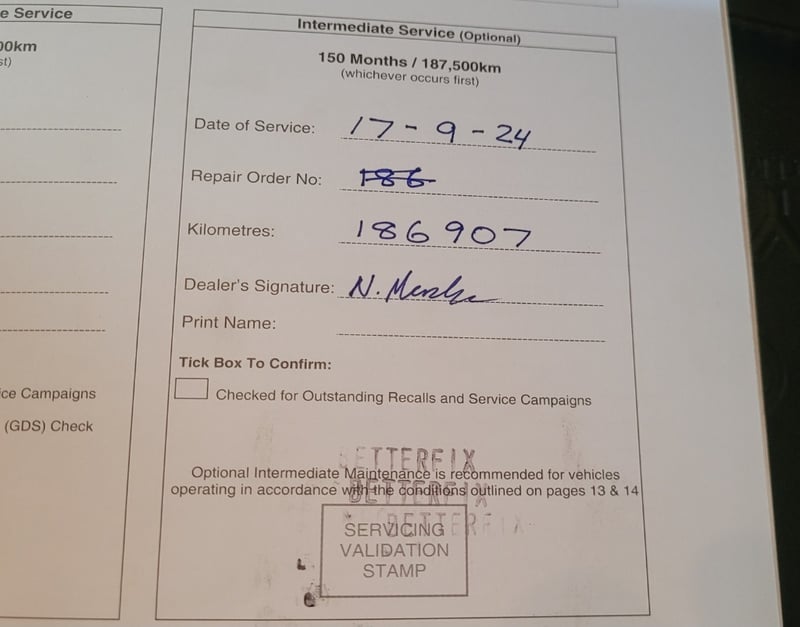 e Service
00km
st)
ce Campaigns
(GDS) Check
Intermediate Service (Optional)
150 Months / 187,500km
(whichever occurs first)
Date of Service: 17-9-24
Repair Order No: 186
Kilometres: 186907
Dealer's Signature: N.
Print Name:
Tick Box To Confirm:
Checked for Outstanding Recalls and Service Campaigns
BETTERFIX
Optional Intermediate Maintenance is recommended for vehicles
operating in accordance with the conditions outlined on pages 13 & 14
BETTERFIX
BETTERFIX
SERVICING
VALIDATION
STAMP